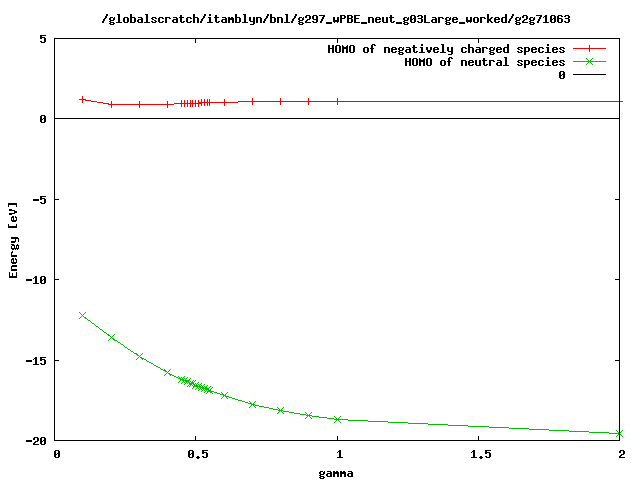 /globalscratch/itamblyn/bnl/g297_wPBE_neut_g03Large_worked/g2g71063
HOMO of negatively charged species
HOMO of neutral species
0
5
0
-5
-10
-15
-20
Energy [eV]
0 0.5 1 1.5 2
gamma